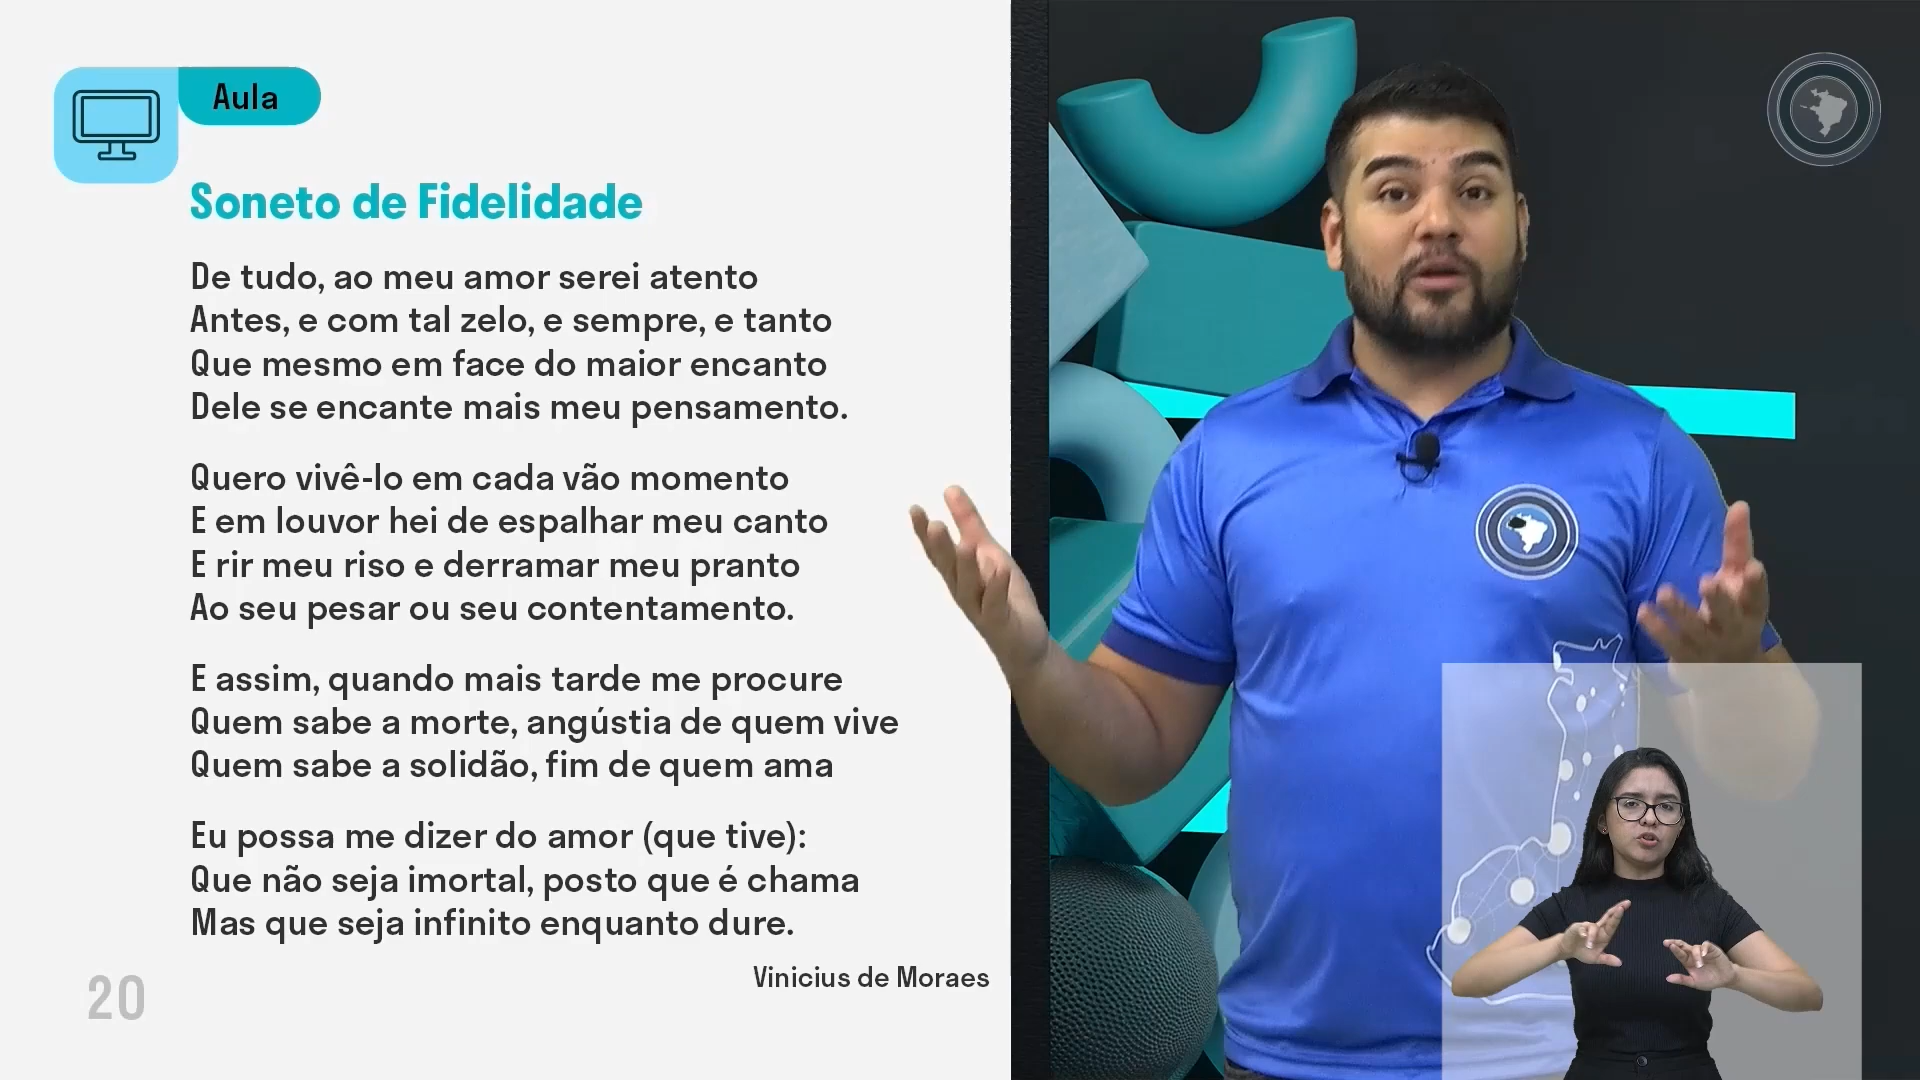 Aula
Soneto de Fidelidade
De tudo, ao meu amor serei atento
Antes, e com tal zelo, e sempre, e tanto
Que mesmo em face do maior encanto
Dele se encante mais meu pensamento.
Quero vivê-lo em cada vão momento
E em louvor hei de espalhar meu canto
E rir meu riso e derramar meu pranto
Ao seu pesar ou seu contentamento.
E assim, quando mais tarde me procure
Quem sabe a morte, angústia de quem vive
Quem sabe a solidão, fim de quem ama
Eu possa me dizer do amor (que tive):
Que não seja imortal, posto que é chama
Mas que seja infinito enquanto dure.
Vinicius de Moraes
20